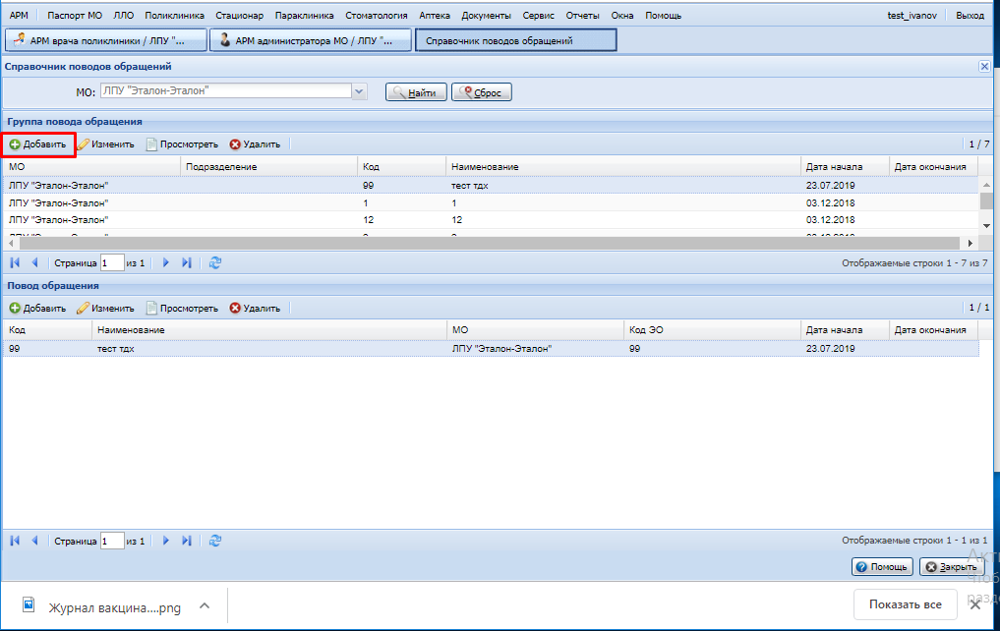 АРМ Паспорт МО ЛЛО Поликлиника Стационар Параклиника Стоматология Аптека Документы Сервис Отчеты Окна Помощь test_ivanov Выход
АРМ врача поликлиники / ЛПУ "... АРМ администратора МО / ЛПУ "... Справочник поводов обращений
Справочник поводов обращений
МО: ЛПУ "Эталон-Эталон" Найти Сброс
Группа повода обращения
Добавить Изменить Просмотреть Удалить 1 / 7
МО Подразделение Код Наименование Дата начала Дата окончания
ЛПУ "Эталон-Эталон" 99 тест тдх 23.07.2019
ЛПУ "Эталон-Эталон" 1 1 03.12.2018
ЛПУ "Эталон-Эталон" 12 12 03.12.2018
Страница 1 из 1 Отображаемые строки 1 - 7 из 7
Повод обращения
Добавить Изменить Просмотреть Удалить 1 / 1
Код Наименование МО Код ЭО Дата начала Дата окончания
99 тест тдх ЛПУ "Эталон-Эталон" 99 23.07.2019
Страница 1 из 1 Отображаемые строки 1 - 1 из 1
Помощь Закрыть
Журнал вакцина....png Показать все